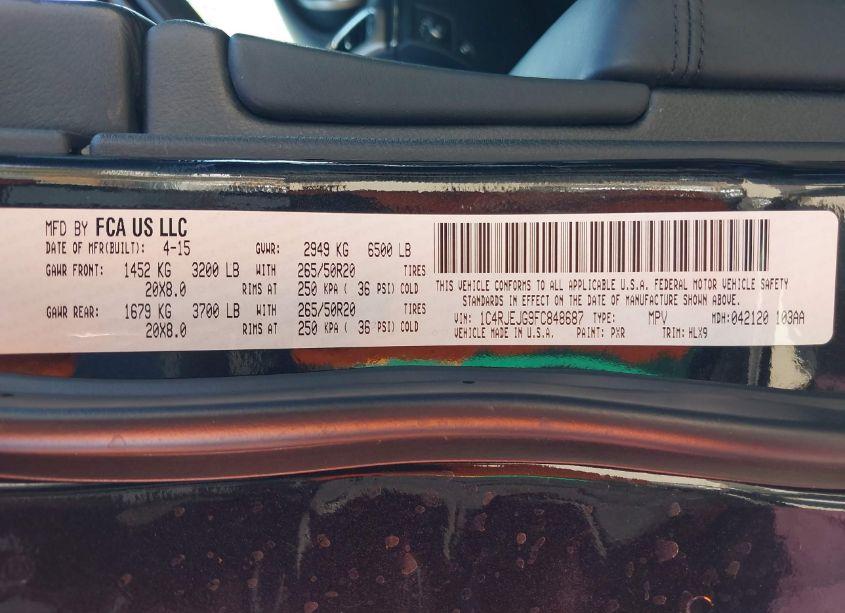 MFD BY FCA US LLC
DATE OF MFR(BUILT): 4-15 GVWR: 2949 KG 6500 LB
GAWR FRONT: 1452 KG 3200 LB WITH 265/50R20 TIRES
20X8.0 RIMS AT 250 KPA ( 36 PSI) COLD
GAWR REAR: 1679 KG 3700 LB WITH 265/50R20 TIRES
20X8.0 RIMS AT 250 KPA ( 36 PSI) COLD
THIS VEHICLE CONFORMS TO ALL APPLICABLE U.S.A. FEDERAL MOTOR VEHICLE SAFETY
STANDARDS IN EFFECT ON THE DATE OF MANUFACTURE SHOWN ABOVE.
VIN: 1C4RJEJG9FC848687 TYPE: MPV MDH:042120 103AA
VEHICLE MADE IN U.S.A. PAINT: PXR TRIM: HLX9